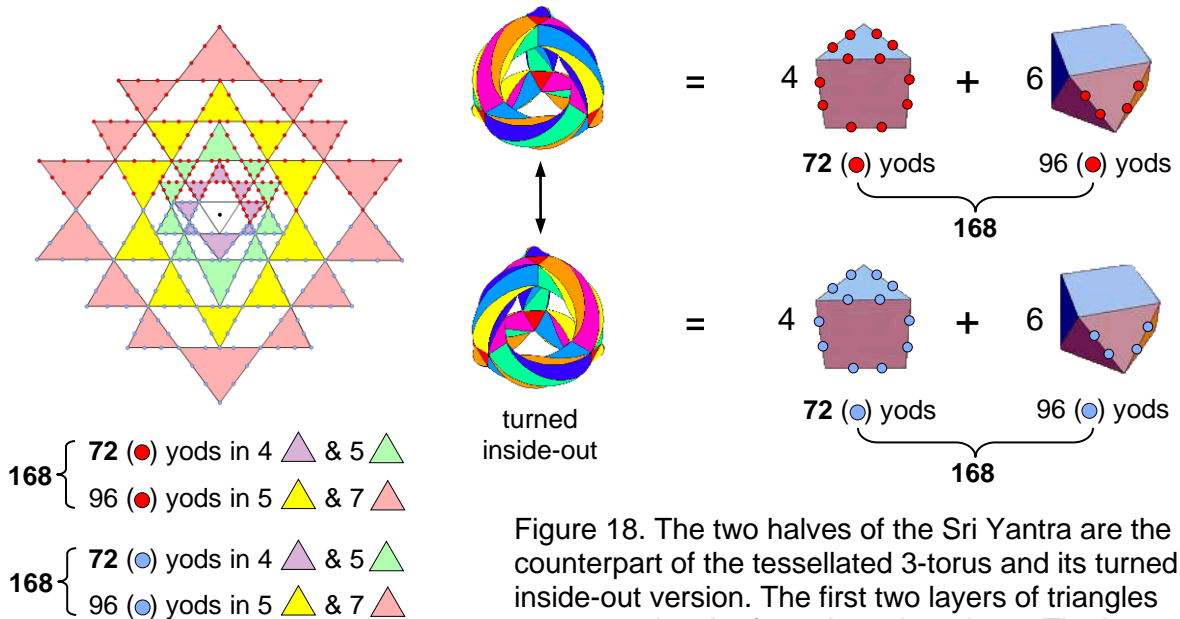 = 4 + 6
72 ( ) yods 96 ( ) yods
168
turned
inside-out
= 4 + 6
72 ( ) yods 96 ( ) yods
168
168 { 72 ( ) yods in 4 & 5
96 ( ) yods in 5 & 7
168 { 72 ( ) yods in 4 & 5
96 ( ) yods in 5 & 7
Figure 18. The two halves of the Sri Yantra are the
counterpart of the tessellated 3-torus and its turned
inside-out version. The first two layers of triangles